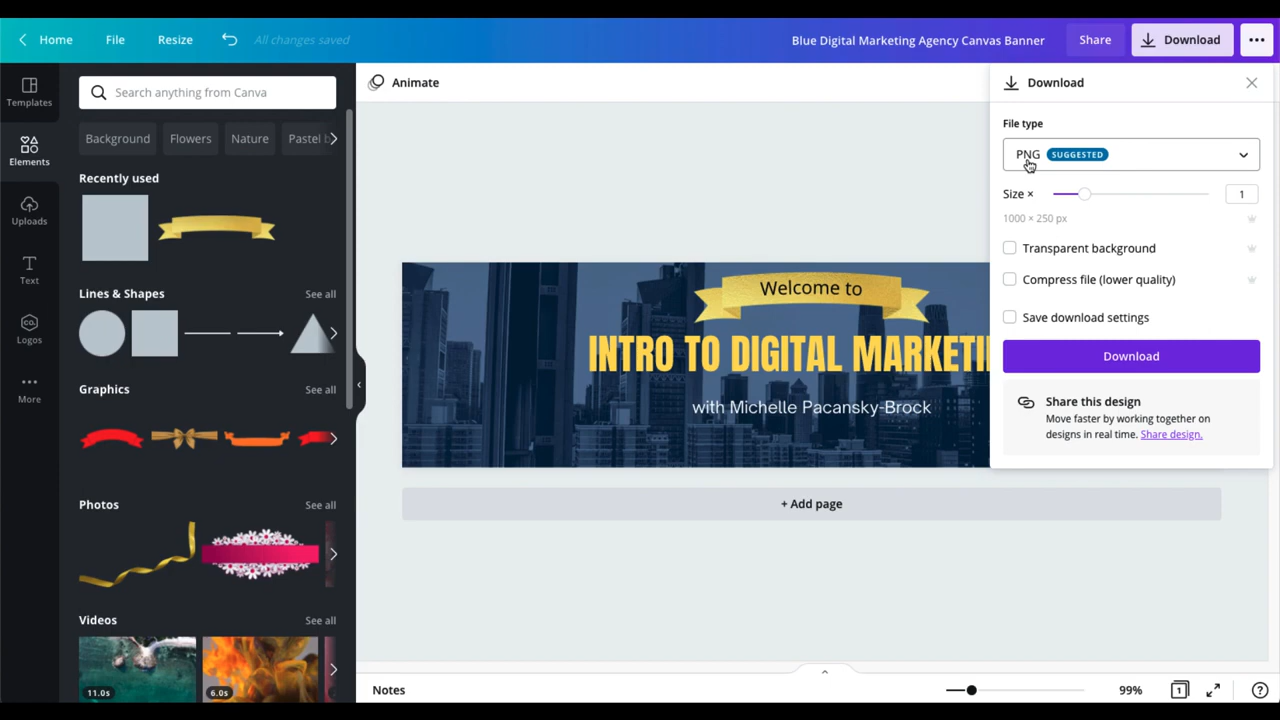 Home
File
Resize
All changes saved
Blue Digital Marketing Agency Canvas Banner
Share
Download
Templates
Elements
Uploads
Text
Logos
More
Search anything from Canva
Background
Flowers
Nature
Pastel
Recently used
Lines & Shapes
See all
Graphics
See all
Photos
See all
Videos
See all
11.0s
6.0s
Animate
Welcome to
INTRO TO DIGITAL
with Michelle Pacansky-Brock
+ Add page
Download
File type
PNG SUGGESTED
Size ×
1
1000 × 250 px
Transparent background
Compress file (lower quality)
Save download settings
Download
Share this design
Move faster by working together on
designs in real time. Share design.
Notes
99%
1